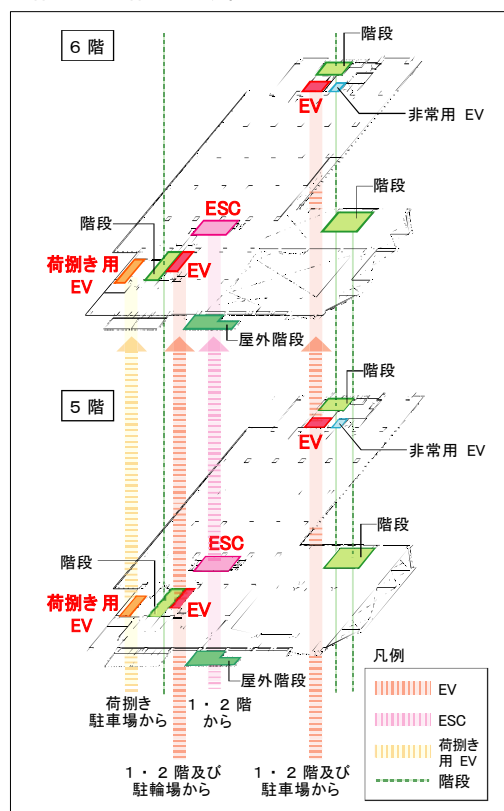 6階
階段
EV
非常用 EV
階段
ESC
階段
荷捌き用
EV
EV
屋外階段
5階
階段
EV
非常用 EV
階段
ESC
階段
荷捌き用
EV
EV
屋外階段
荷捌き
駐車場から
1・2階
から
1・2階及び
駐輪場から
1・2階及び
駐車場から
凡例
EV
ESC
荷捌き
用 EV
階段